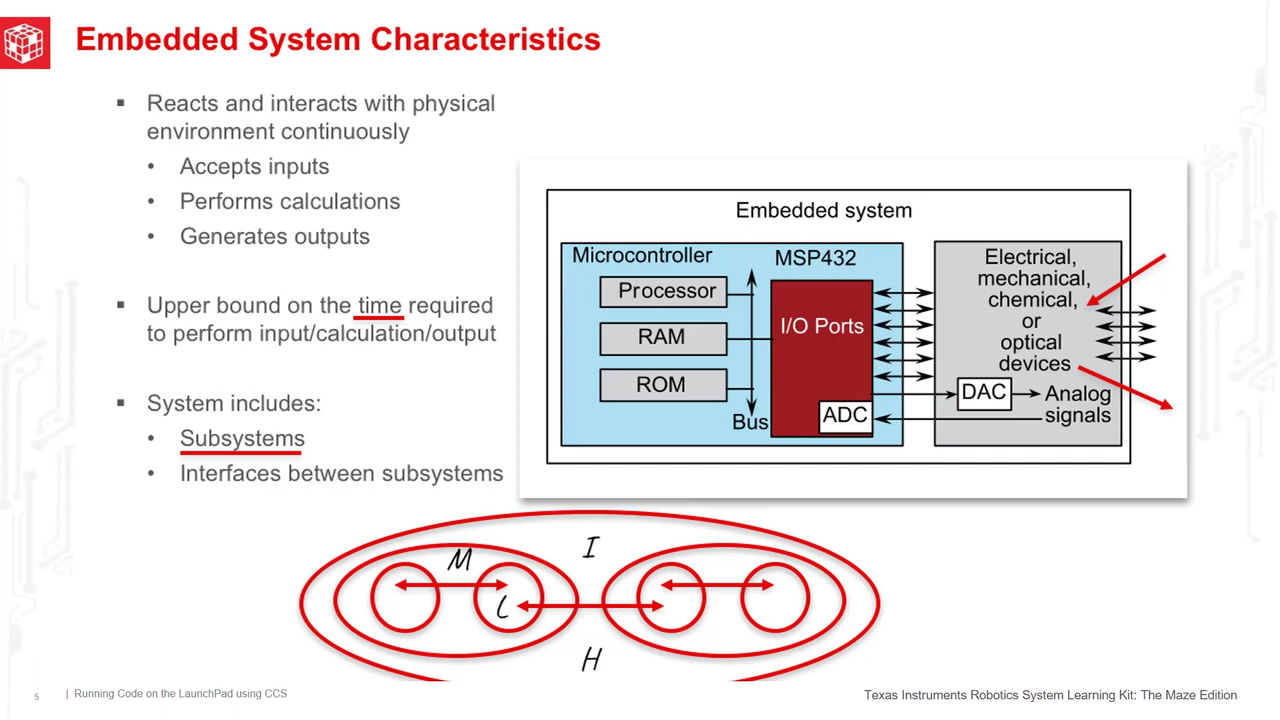 Embedded System Characteristics
▪ Reacts and interacts with physical
environment continuously
• Accepts inputs
• Performs calculations
• Generates outputs
▪ Upper bound on the time required
to perform input/calculation/output
▪ System includes:
• Subsystems
• Interfaces between subsystems
Embedded system
Microcontroller MSP432
Processor
RAM
ROM
Bus
I/O Ports
ADC
Electrical,
mechanical,
chemical,
or
optical
devices
DAC
Analog
signals
I
M
L
H
5 | Running Code on the LaunchPad using CCS
Texas Instruments Robotics System Learning Kit: The Maze Edition